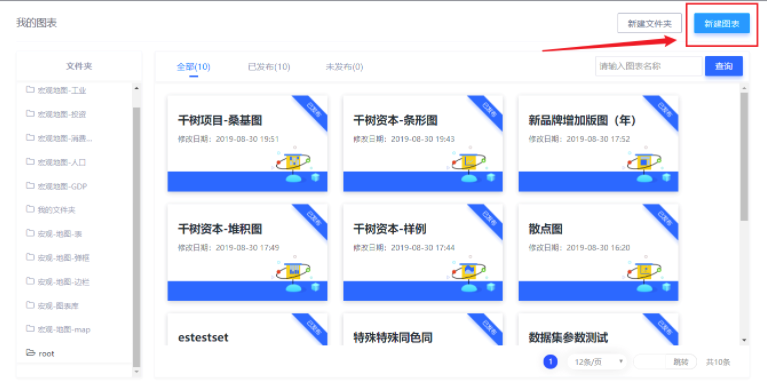 我的图表
新建文件夹
新建图表
文件夹
全部(10)
已发布(10)
未发布(0)
请输入图表名称
查询
宏观地图-工业
宏观地图-投资
宏观地图-消费...
宏观地图-人口
宏观地图-GDP
我的文件夹
宏观-地图-表
宏观-地图-弹框
宏观-地图-边栏
宏观-图表库
宏观-地图-map
root
千树项目-桑基图
修改日期：2019-08-30 19:51
已发布
千树资本-条形图
修改日期：2019-08-30 19:43
已发布
新品牌增加版图（年）
修改日期：2019-08-30 17:52
已发布
千树资本-堆积图
修改日期：2019-08-30 17:49
已发布
千树资本-样例
修改日期：2019-08-30 17:44
已发布
散点图
修改日期：2019-08-30 16:20
已发布
estestset
已发布
特殊特殊同色同
已发布
数据集参数测试
已发布
1
12条/页
跳转
共10条